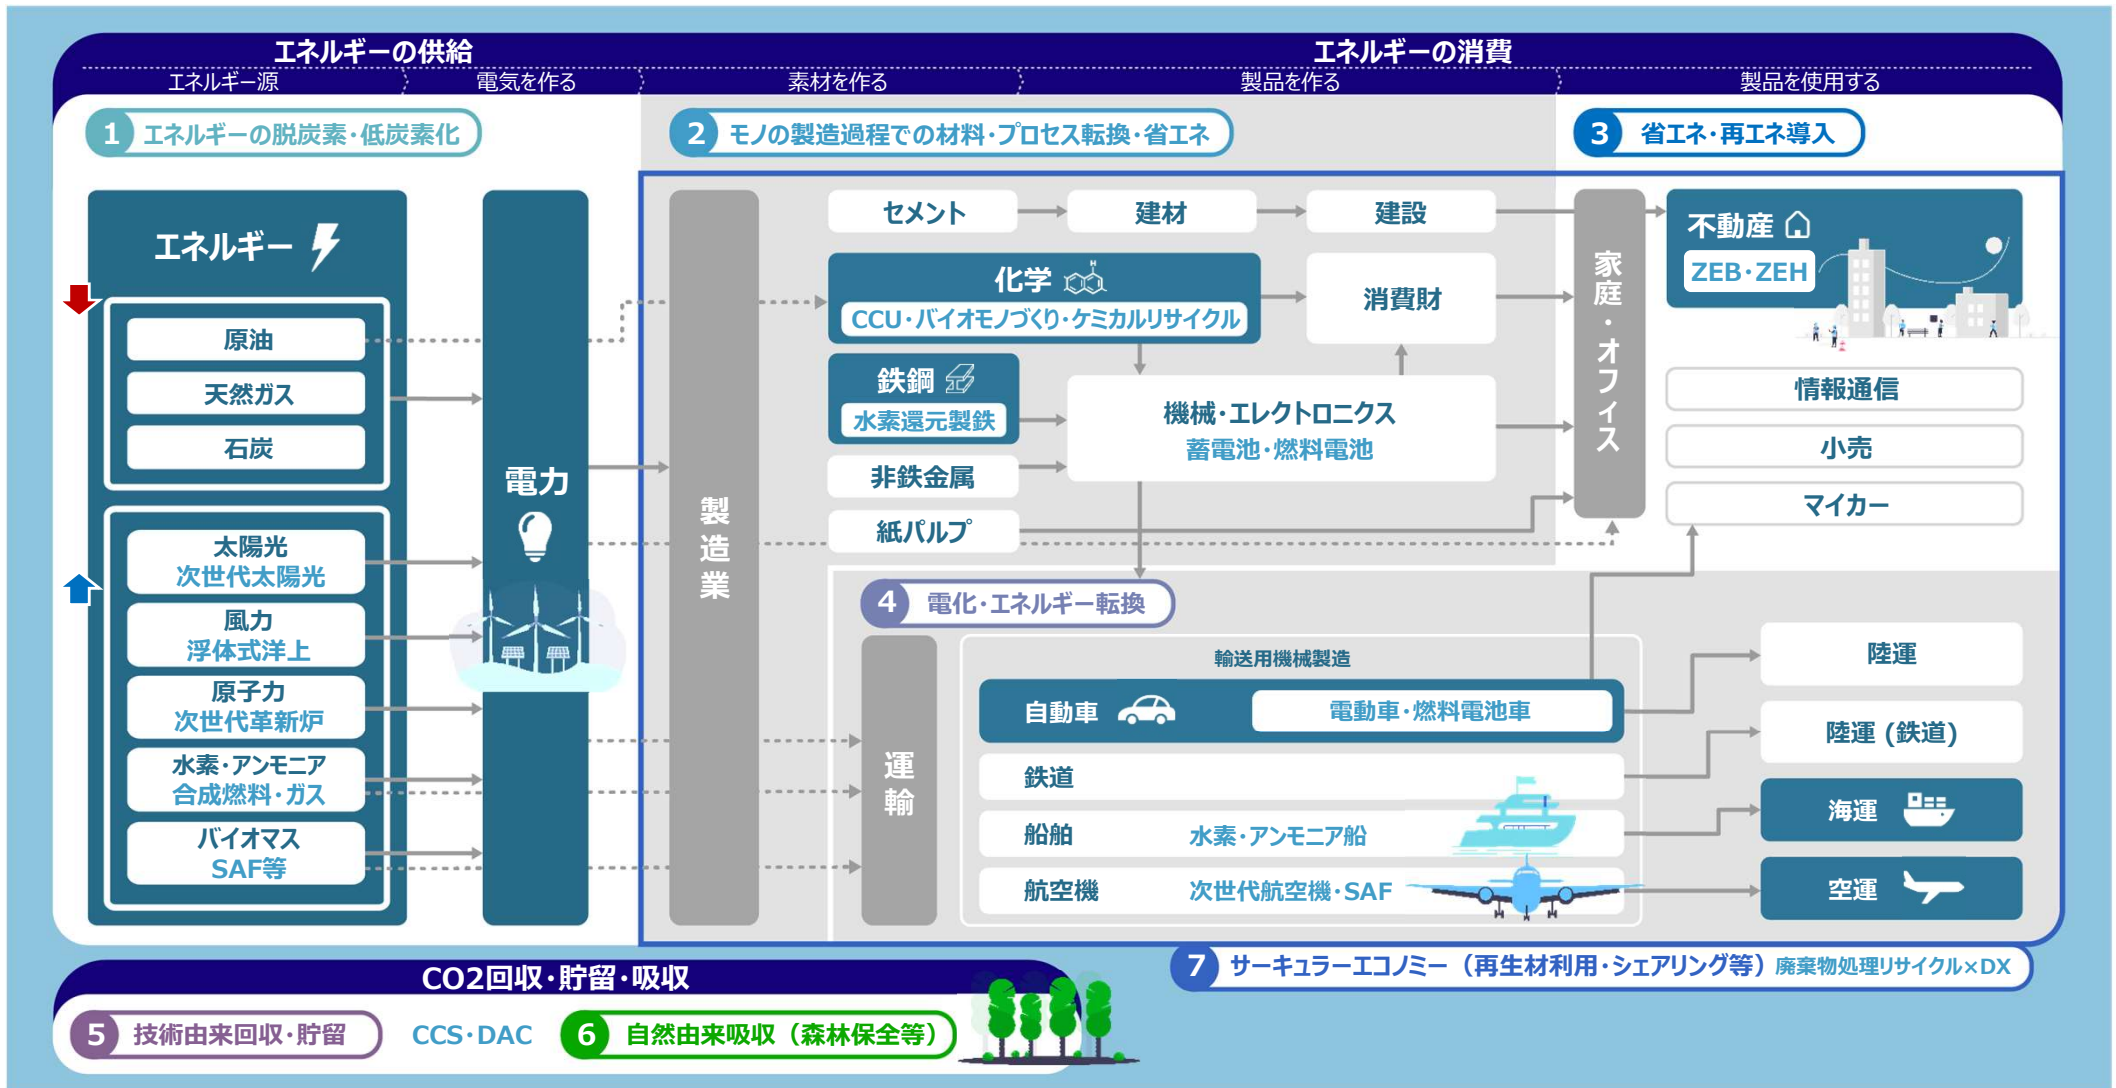 エネルギーの供給
エネルギーの消費
エネルギー源
電気を作る
素材を作る
製品を作る
製品を使用する
1 エネルギーの脱炭素・低炭素化
2 モノの製造過程での材料・プロセス転換・省エネ
3 省エネ・再エネ導入
エネルギー
原油
天然ガス
石炭
太陽光
次世代太陽光
風力
浮体式洋上
原子力
次世代革新炉
水素・アンモニア
合成燃料・ガス
バイオマス
SAF等
電力
製造業
セメント
建材
建設
化学
H
N
CCU・バイオモノづくり・ケミカルリサイクル
消費財
鉄鋼
水素還元製鉄
機械・エレクトロニクス
蓄電池・燃料電池
非鉄金属
紙パルプ
家庭・オフィス
不動産
ZEB・ZEH
情報通信
小売
マイカー
4 電化・エネルギー転換
運輸
輸送用機械製造
自動車
電動車・燃料電池車
鉄道
船舶
水素・アンモニア船
航空機
次世代航空機・SAF
陸運
陸運 (鉄道)
海運
空運
7 サーキュラーエコノミー（再生材利用・シェアリング等）廃棄物処理リサイクル×DX
CO2回収・貯留・吸収
5 技術由来回収・貯留
CCS・DAC
6 自然由来吸収（森林保全等）